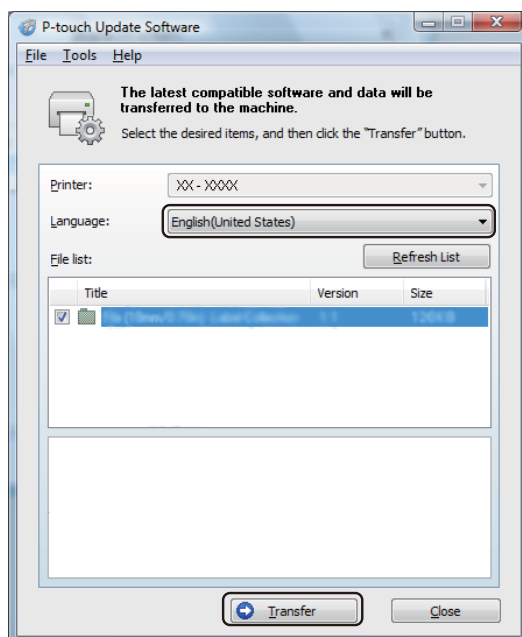 P-touch Update Software
File Tools Help
The latest compatible software and data will be
transferred to the machine.
Select the desired items, and then click the "Transfer" button.
Printer: XX - XXXX
Language: English(United States)
File list: Refresh List
Title Version Size
Transfer Close